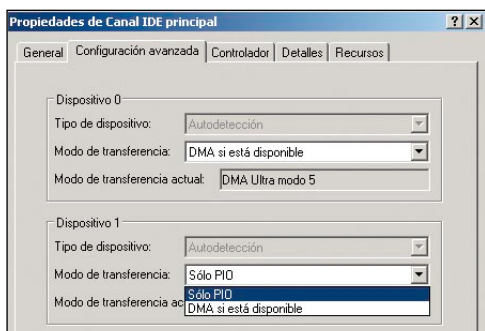 Propiedades de Canal IDE principal
General Configuración avanzada Controlador Detalles Recursos
Dispositivo 0
Tipo de dispositivo: Autodetección
Modo de transferencia: DMA si está disponible
Modo de transferencia actual: DMA Ultra modo 5
Dispositivo 1
Tipo de dispositivo: Autodetección
Modo de transferencia: Sólo PIO
Sólo PIO
Modo de transferencia ac
DMA si está disponible